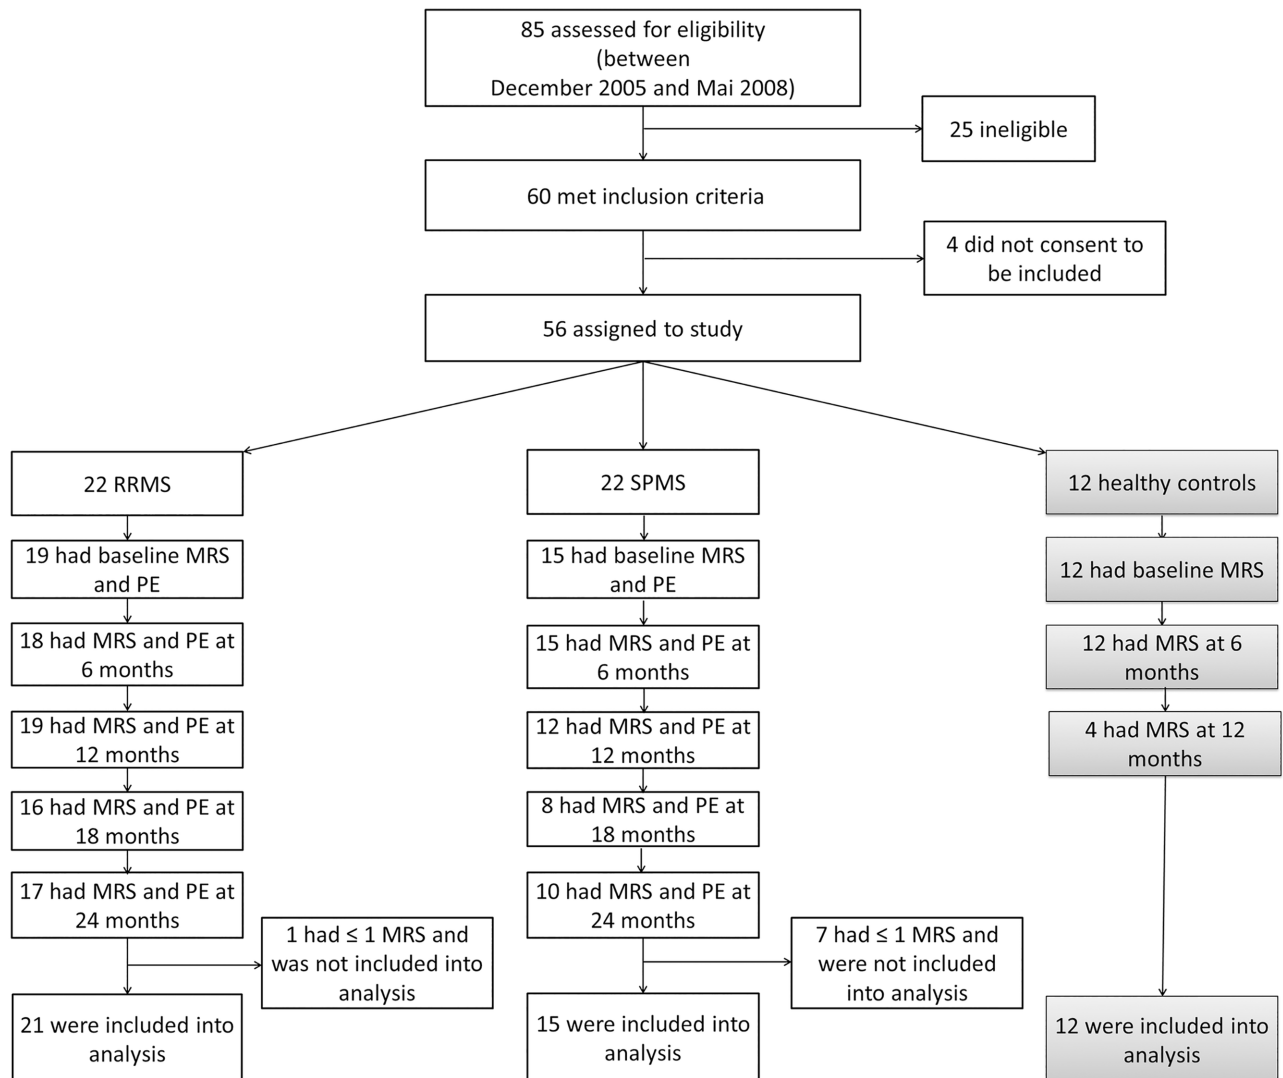 85 assessed for eligibility
(between
December 2005 and Mai 2008)
25 ineligible
60 met inclusion criteria
4 did not consent to
be included
56 assigned to study
22 RRMS
19 had baseline MRS
and PE
18 had MRS and PE at
6 months
19 had MRS and PE at
12 months
16 had MRS and PE at
18 months
17 had MRS and PE at
24 months
1 had ≤ 1 MRS and
was not included into
analysis
21 were included into
analysis
22 SPMS
15 had baseline MRS
and PE
15 had MRS and PE at
6 months
12 had MRS and PE at
12 months
8 had MRS and PE at
18 months
10 had MRS and PE at
24 months
7 had ≤ 1 MRS and
were not included
into analysis
15 were included into
analysis
12 healthy controls
12 had baseline MRS
12 had MRS at 6
months
4 had MRS at 12
months
12 were included into
analysis